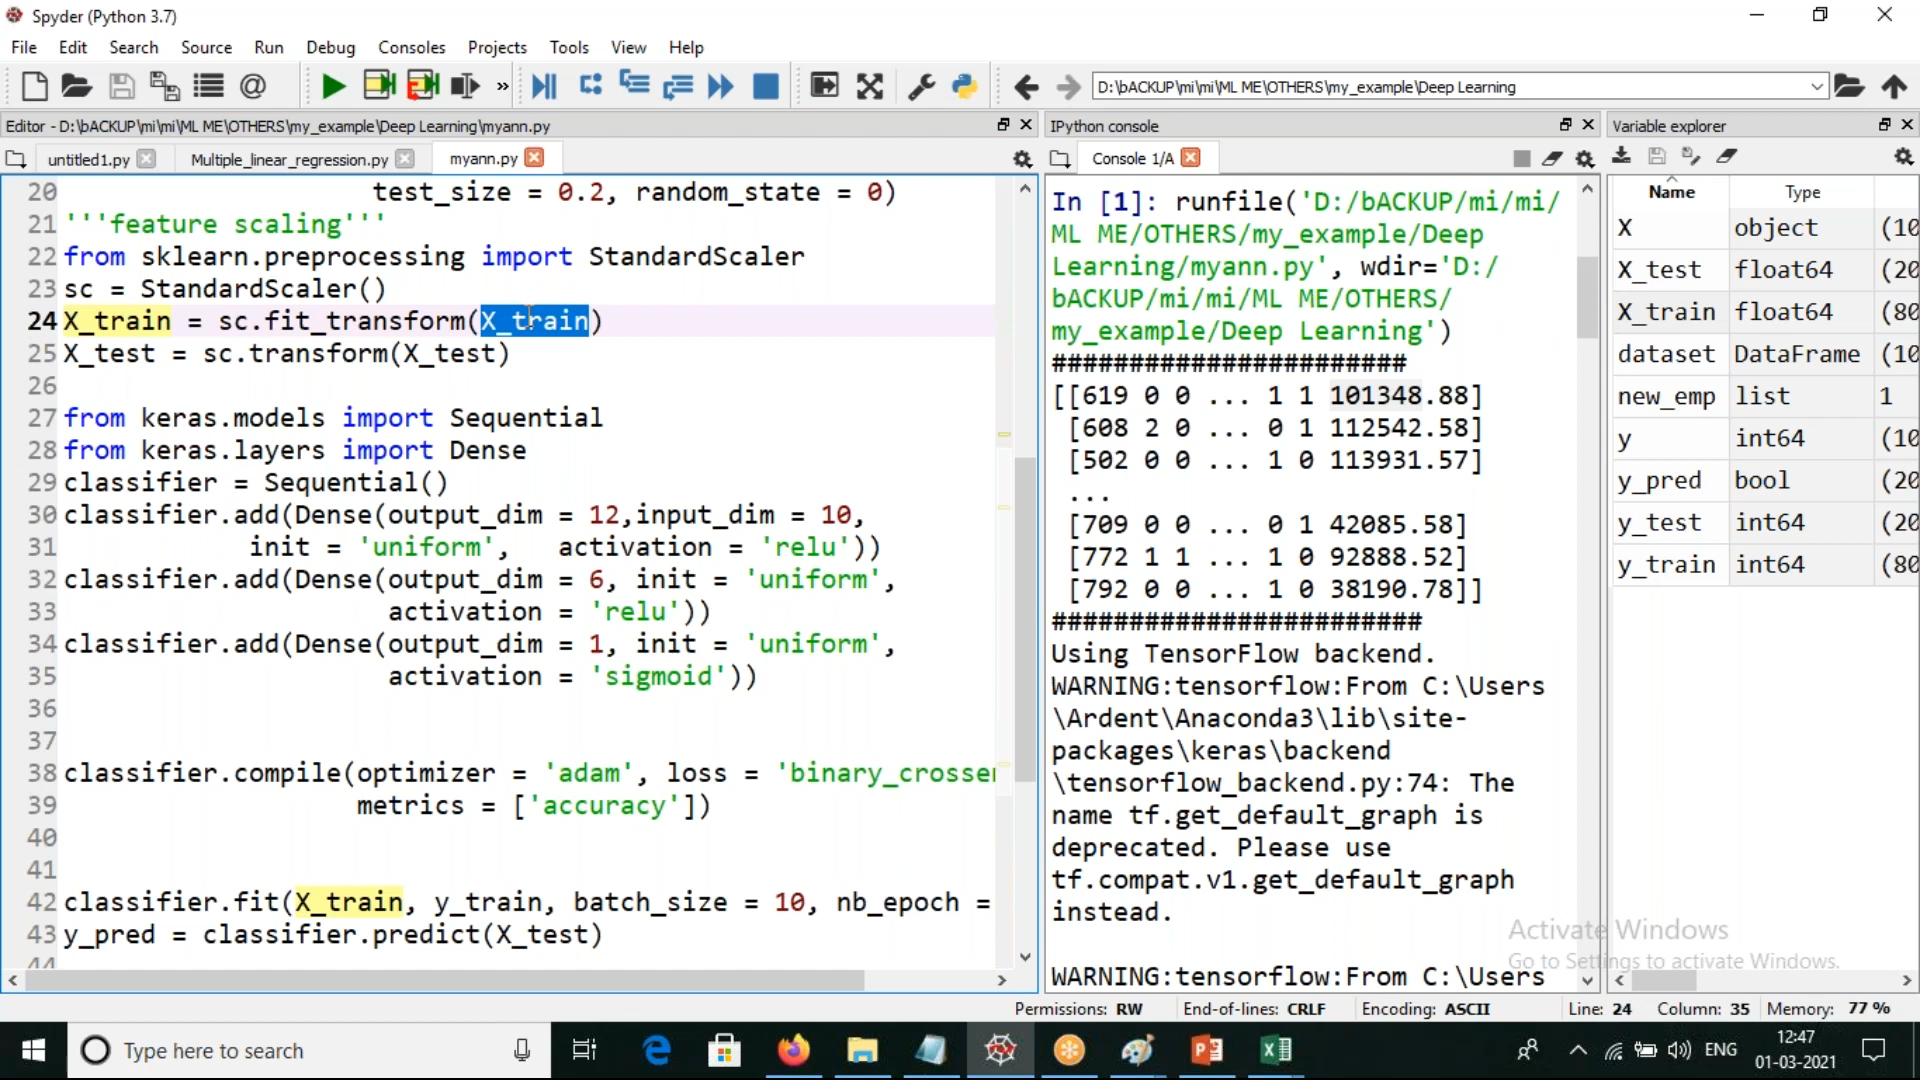 Spyder (Python 3.7)
File Edit Search Source Run Debug Consoles Projects Tools View Help
D:\bACKUP\mi\mi\ML ME\OTHERS\my_example\Deep Learning
Editor - D:\bACKUP\mi\mi\ML ME\OTHERS\my_example\Deep Learning\myann.py
untitled1.py Multiple_linear_regression.py myann.py
20 test_size = 0.2, random_state = 0)
21 '''feature scaling'''
22 from sklearn.preprocessing import StandardScaler
23 sc = StandardScaler()
24 X_train = sc.fit_transform(X_train)
25 X_test = sc.transform(X_test)
26
27 from keras.models import Sequential
28 from keras.layers import Dense
29 classifier = Sequential()
30 classifier.add(Dense(output_dim = 12,input_dim = 10,
31 init = 'uniform', activation = 'relu'))
32 classifier.add(Dense(output_dim = 6, init = 'uniform',
33 activation = 'relu'))
34 classifier.add(Dense(output_dim = 1, init = 'uniform',
35 activation = 'sigmoid'))
36
37
38 classifier.compile(optimizer = 'adam', loss = 'binary_crosse
39 metrics = ['accuracy'])
40
41
42 classifier.fit(X_train, y_train, batch_size = 10, nb_epoch =
43 y_pred = classifier.predict(X_test)
44
IPython console
Console 1/A
In [1]: runfile('D:/bACKUP/mi/mi/
ML ME/OTHERS/my_example/Deep
Learning/myann.py', wdir='D:/
bACKUP/mi/mi/ML ME/OTHERS/
my_example/Deep Learning')
#######################
[[619 0 0 ... 1 1 101348.88]
[608 2 0 ... 0 1 112542.58]
[502 0 0 ... 1 0 113931.57]
...
[709 0 0 ... 0 1 42085.58]
[772 1 1 ... 1 0 92888.52]
[792 0 0 ... 1 0 38190.78]]
########################
Using TensorFlow backend.
WARNING:tensorflow:From C:\Users
\Ardent\Anaconda3\lib\site-
packages\keras\backend
\tensorflow_backend.py:74: The
name tf.get_default_graph is
deprecated. Please use
tf.compat.v1.get_default_graph
instead.
WARNING:tensorflow:From C:\Users
Variable explorer
Name Type
X object (10
X_test float64 (20
X_train float64 (80
dataset DataFrame (10
new_emp list 1
y int64 (10
y_pred bool (20
y_test int64 (20
y_train int64 (80
Activate Windows
Go to Settings to activate Windows.
Permissions: RW End-of-lines: CRLF Encoding: ASCII Line: 24 Column: 35 Memory: 77 %
Type here to search
ENG
12:47
01-03-2021